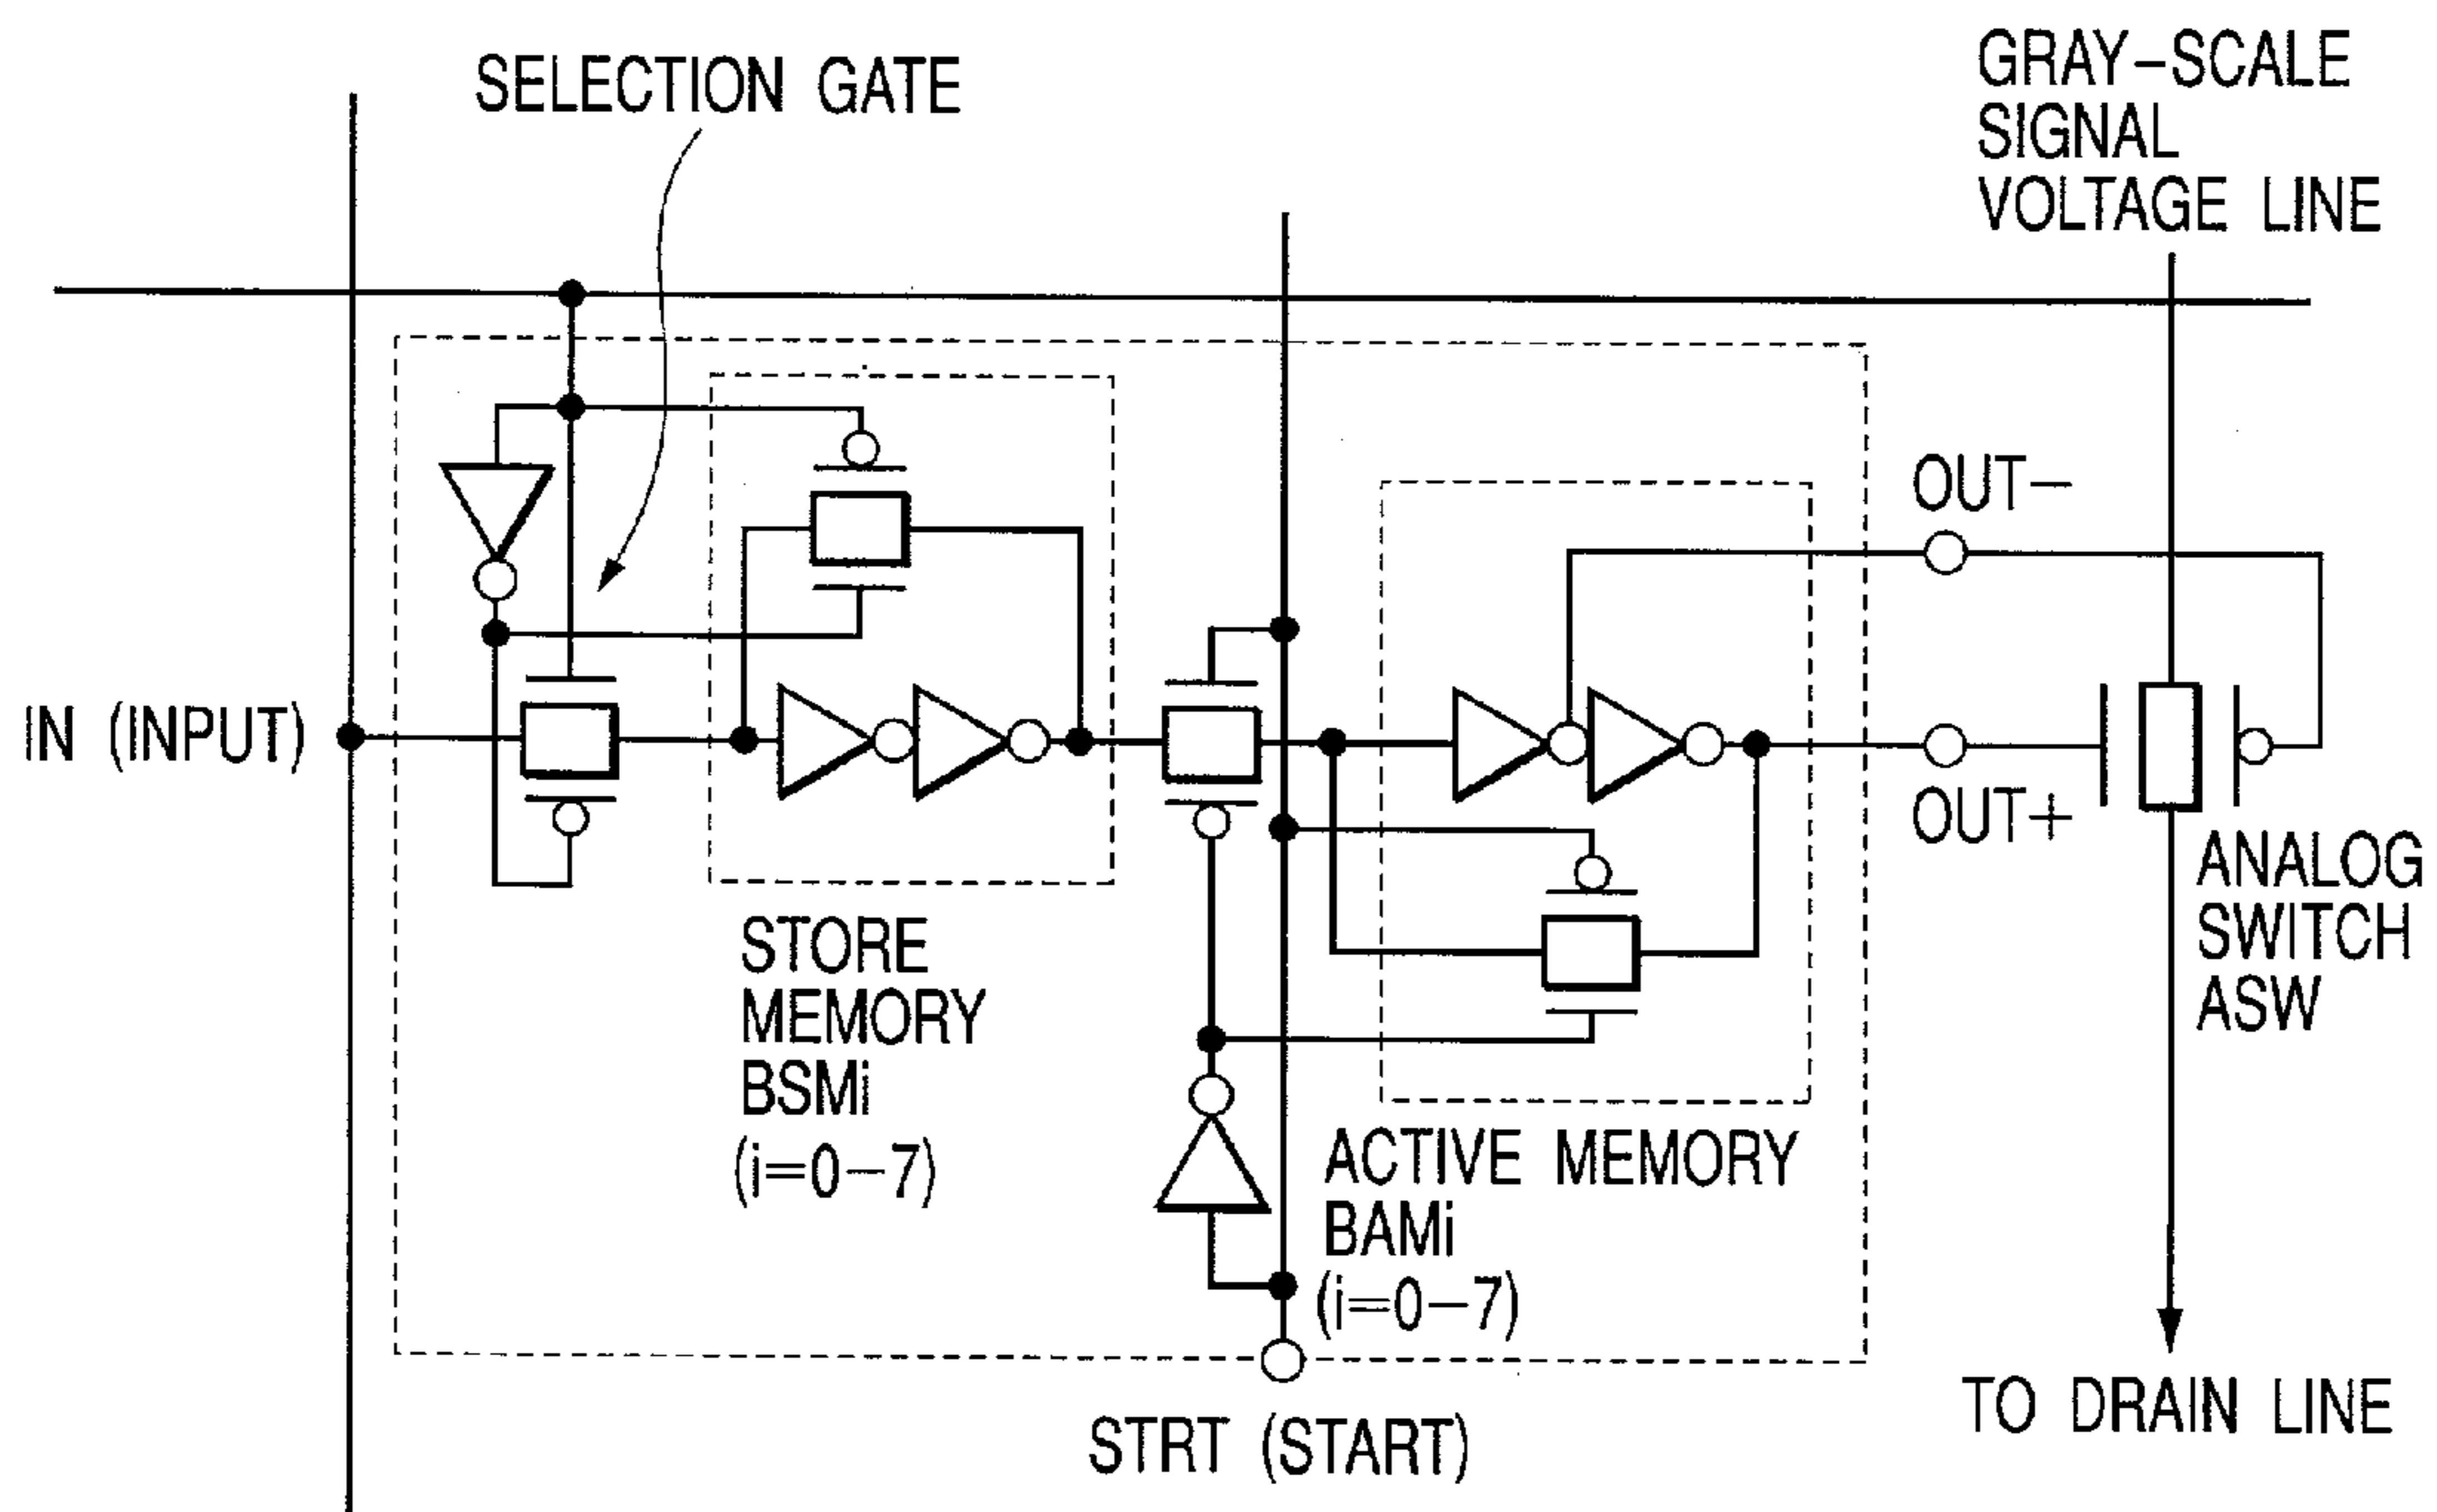 SELECTION GATE
GRAY-SCALE
SIGNAL
VOLTAGE LINE
OUT-
IN (INPUT)
OUT+
ANALOG
SWITCH
ASW
STORE
MEMORY
BSMi
(i=0-7)
ACTIVE MEMORY
BAMi
(i=0-7)
TO DRAIN LINE
STRT (START)